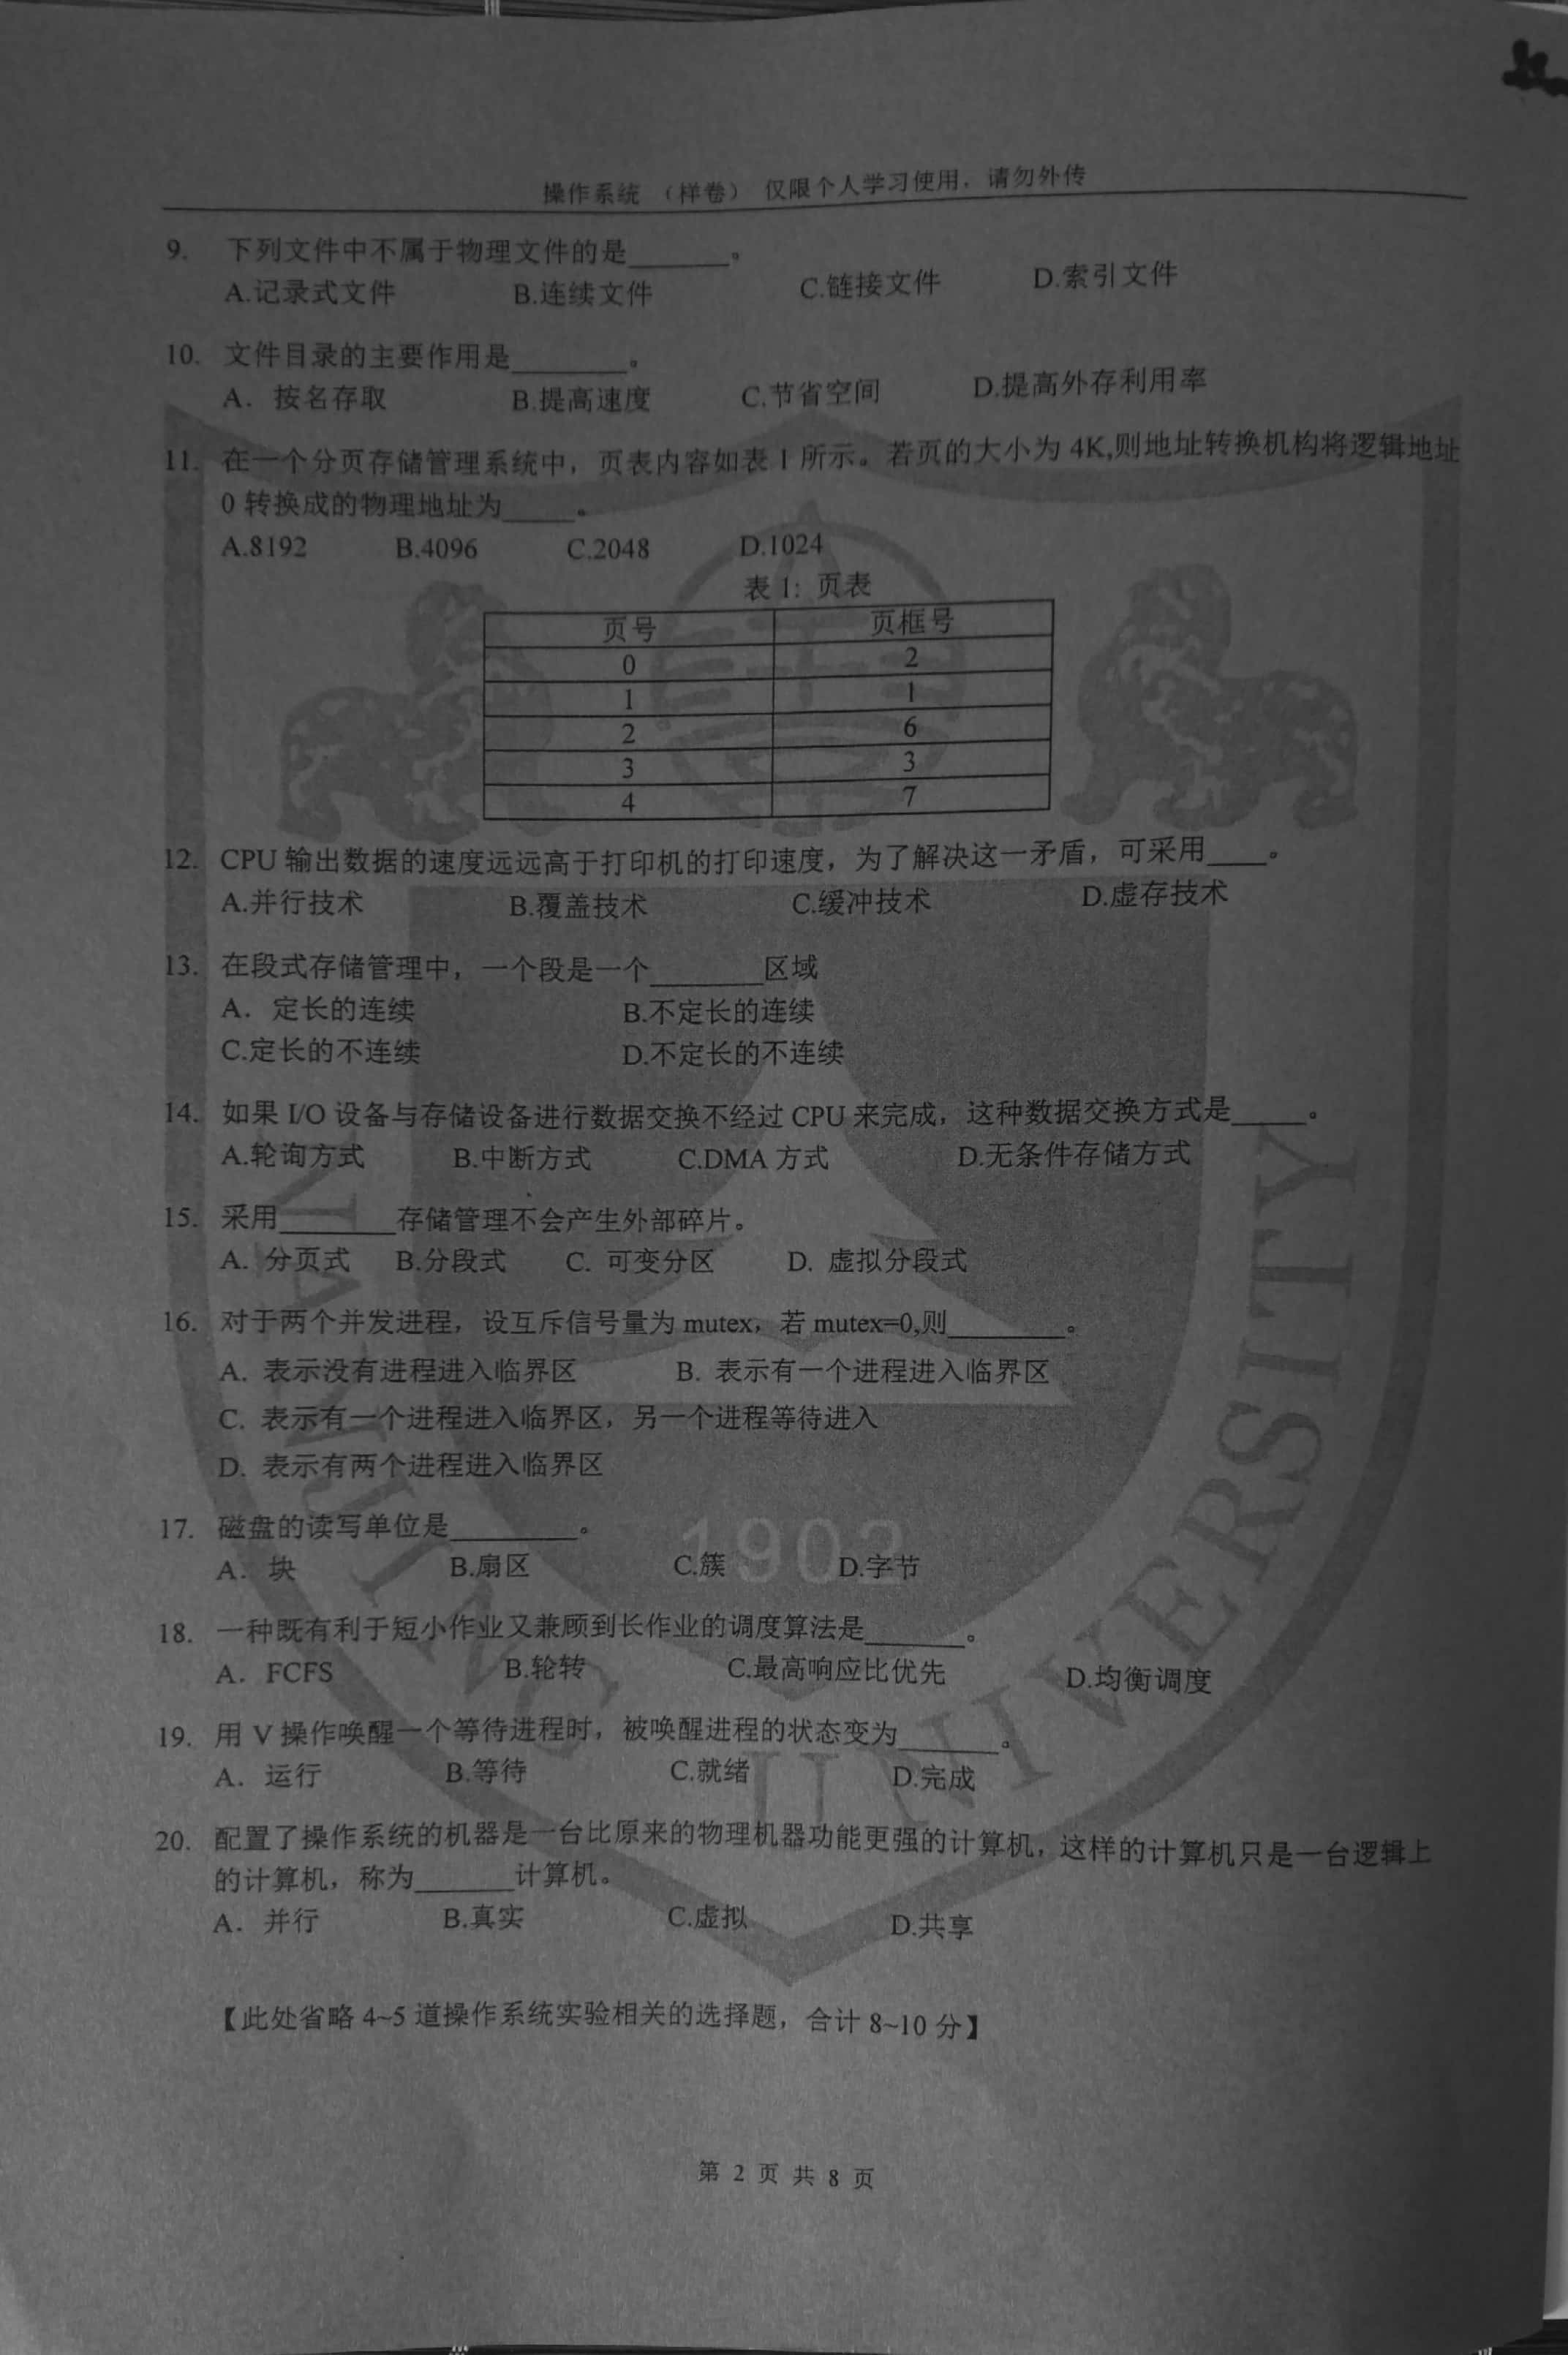 操作系统 （样卷） 仅限个人学习使用，请勿外传
9. 下列文件中不属于物理文件的是______。
A.记录式文件 B.连续文件 C.链接文件 D.索引文件
10. 文件目录的主要作用是______。
A. 按名存取 B.提高速度 C.节省空间 D.提高外存利用率
11. 在一个分页存储管理系统中，页表内容如表 1 所示。若页的大小为 4K,则地址转换机构将逻辑地址
0 转换成的物理地址为_____。
A.8192 B.4096 C.2048 D.1024
表 1: 页表
页号 页框号
0 2
1 1
2 6
3 3
4 7
12. CPU 输出数据的速度远远高于打印机的打印速度，为了解决这一矛盾，可采用____。
A.并行技术 B.覆盖技术 C.缓冲技术 D.虚存技术
13. 在段式存储管理中，一个段是一个______区域
A. 定长的连续 B.不定长的连续
C.定长的不连续 D.不定长的不连续
14. 如果 I/O 设备与存储设备进行数据交换不经过 CPU 来完成，这种数据交换方式是_____。
A.轮询方式 B.中断方式 C.DMA 方式 D.无条件存储方式
15. 采用______存储管理不会产生外部碎片。
A. 分页式 B.分段式 C. 可变分区 D. 虚拟分段式
16. 对于两个并发进程，设互斥信号量为 mutex，若 mutex=0,则______。
A. 表示没有进程进入临界区 B. 表示有一个进程进入临界区
C. 表示有一个进程进入临界区，另一个进程等待进入
D. 表示有两个进程进入临界区
17. 磁盘的读写单位是______。
A. 块 B.扇区 C.簇 D.字节
18. 一种既有利于短小作业又兼顾到长作业的调度算法是______。
A. FCFS B.轮转 C.最高响应比优先 D.均衡调度
19. 用 V 操作唤醒一个等待进程时，被唤醒进程的状态变为______。
A. 运行 B.等待 C.就绪 D.完成
20. 配置了操作系统的机器是一台比原来的物理机器功能更强的计算机，这样的计算机只是一台逻辑上
的计算机，称为______计算机。
A. 并行 B.真实 C.虚拟 D.共享
【此处省略 4~5 道操作系统实验相关的选择题，合计 8~10 分】
第 2 页 共 8 页
1902
UNIVERSITY